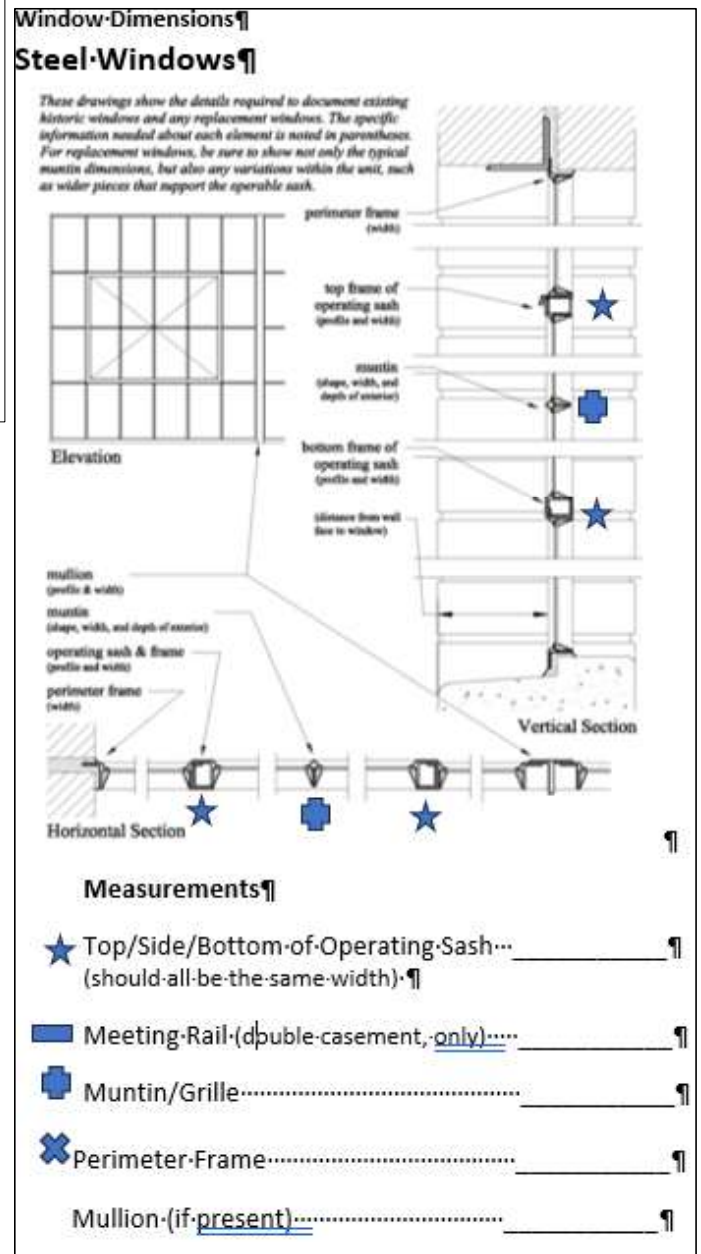 Window Dimensions¶
Steel Windows¶
These drawings show the details required to document existing
historic windows and any replacement windows. The specific
information needed about each element is noted in parentheses.
For replacement windows, be sure to show not only the typical
muntin dimensions, but also any variations within the unit, such
as wider pieces that support the operable sash.
perimeter frame
(width)
top frame of
operating sash
(profile and width)
muntin
(shape, width, and
depth of exterior)
bottom frame of
operating sash
(profile and width)
(distance from wall
face to window)
Elevation
mullion
(profile & width)
muntin
(shape, width, and depth of exterior)
operating sash & frame
(profile and width)
perimeter frame
(width)
Vertical Section
Horizontal Section
¶
Measurements¶
Top/Side/Bottom·of·Operating·Sash···____________¶
(should·all·be·the·same·width)·¶
Meeting·Rail·(double·casement,·only)·····____________¶
Muntin/Grille············································____________¶
Perimeter·Frame·······································____________¶
Mullion·(if·present)··································____________¶